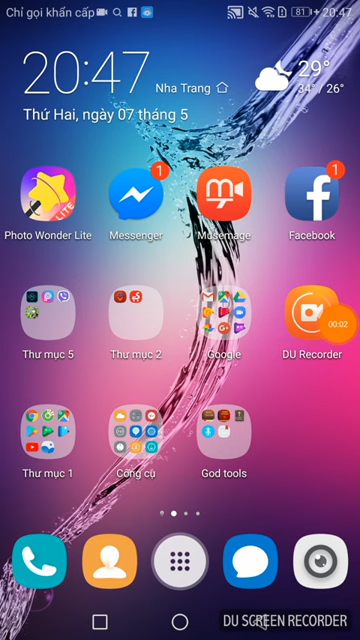 Chỉ gọi khẩn cấp
81
20:47
20:47
Nha Trang
29°
34° / 26°
Thứ Hai, ngày 07 tháng 5
LITE
1
1
Photo Wonder Lite
Messenger
Musemage
Facebook
00:02
Thư mục 5
Thư mục 2
Google
DU Recorder
Thư mục 1
Công cụ
God tools
DU SCREEN RECORDER